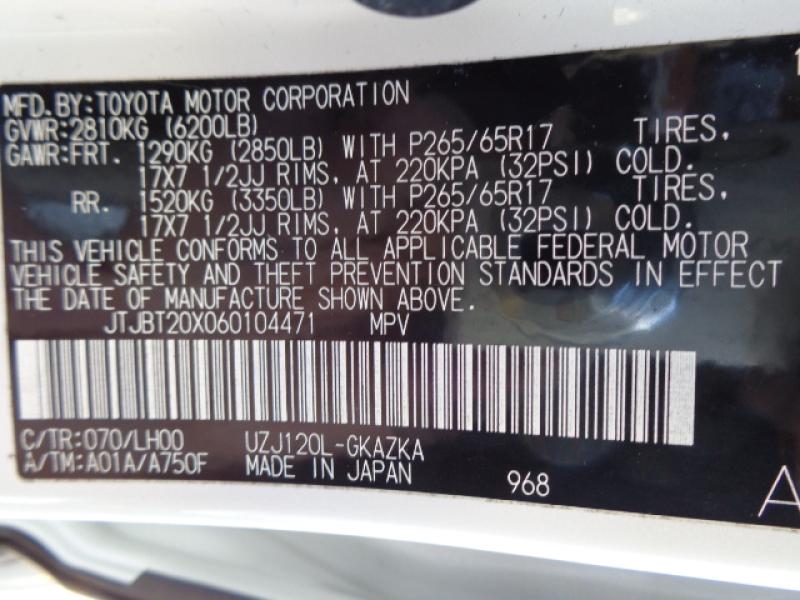 MFD.BY:TOYOTA MOTOR CORPORATION
GVWR:2810KG (6200LB)
GAWR:FRT. 1290KG (2850LB) WITH P265/65R17 TIRES,
17X7 1/2JJ RIMS, AT 220KPA (32PSI) COLD.
RR. 1520KG (3350LB) WITH P265/65R17 TIRES,
17X7 1/2JJ RIMS, AT 220KPA (32PSI) COLD.
THIS VEHICLE CONFORMS TO ALL APPLICABLE FEDERAL MOTOR
VEHICLE SAFETY AND THEFT PREVENTION STANDARDS IN EFFECT
THE DATE OF MANUFACTURE SHOWN ABOVE.
JTJBT20X060104471 MPV
C/TR:070/LH00 UZJ120L-GKAZKA
A/TM:A01A/A750F MADE IN JAPAN
968
A